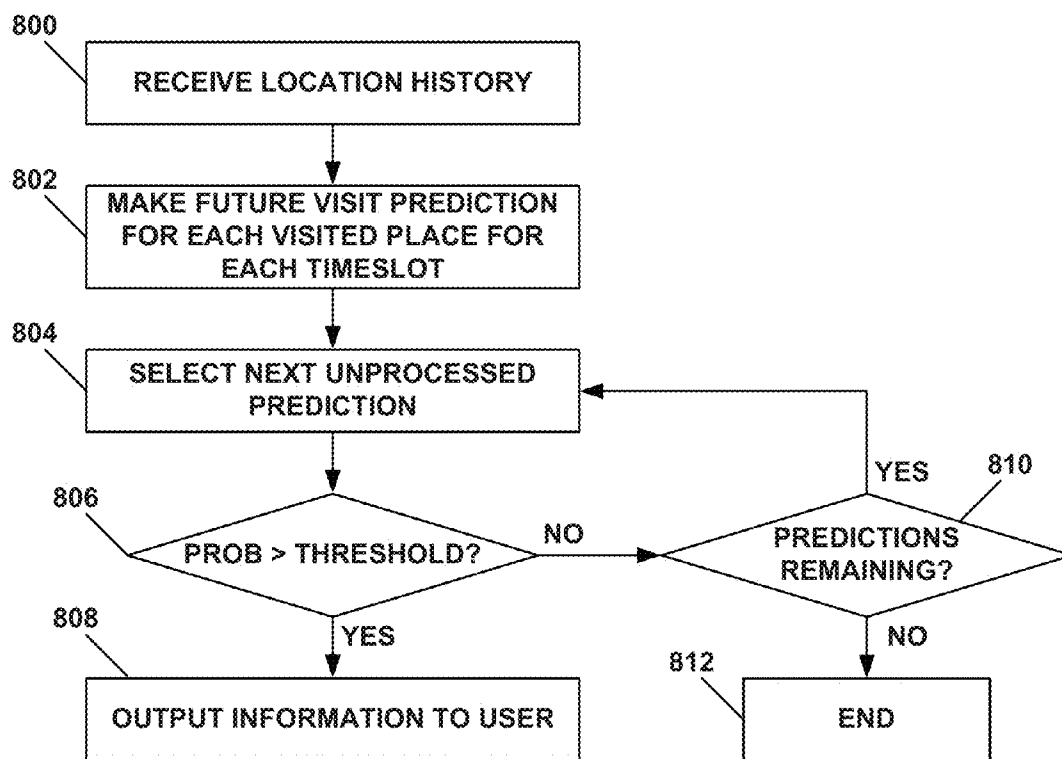 800
RECEIVE LOCATION HISTORY
802
MAKE FUTURE VISIT PREDICTION
FOR EACH VISITED PLACE FOR
EACH TIMESLOT
804
SELECT NEXT UNPROCESSED
PREDICTION
806
PROB > THRESHOLD?
NO
YES
810
PREDICTIONS
REMAINING?
YES
NO
808
OUTPUT INFORMATION TO USER
812
END